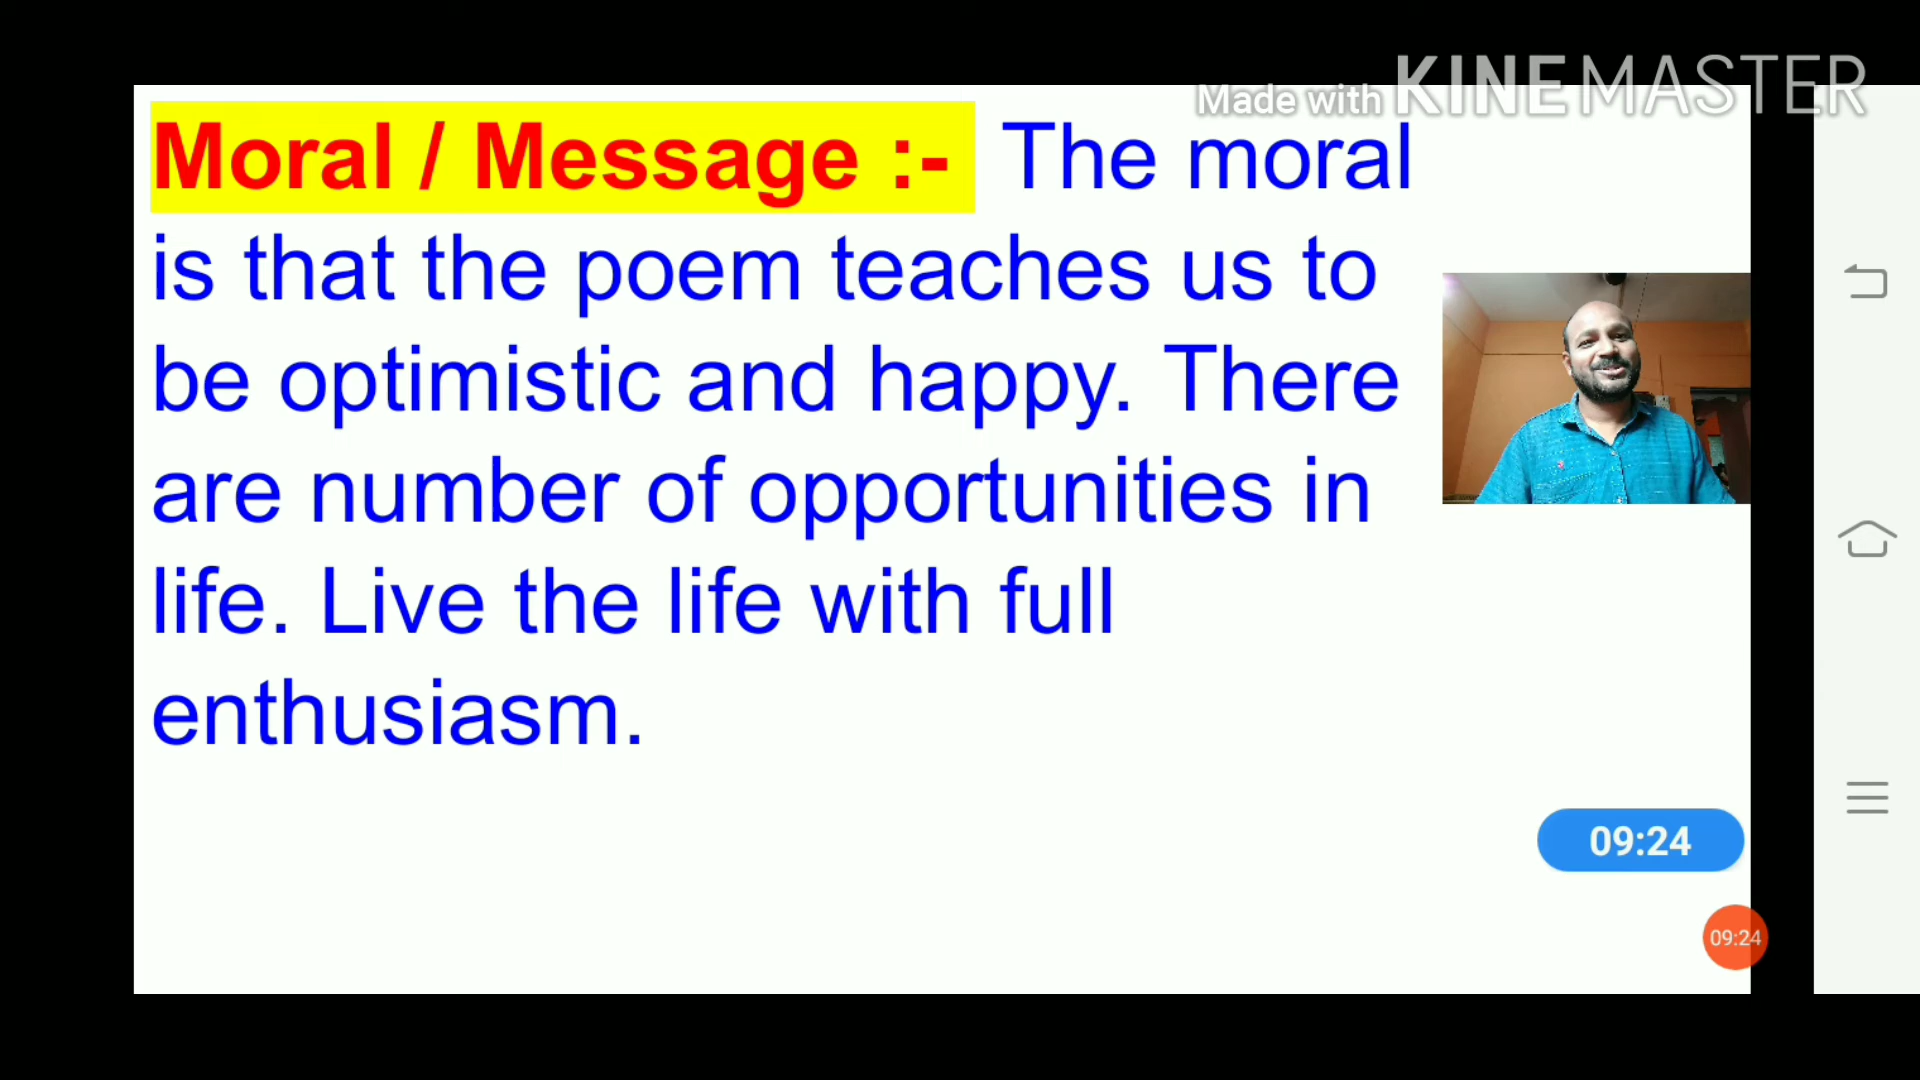 Made with KINEMASTER
Moral / Message :- The moral
is that the poem teaches us to
be optimistic and happy. There
are number of opportunities in
life. Live the life with full
enthusiasm.
09:24
09:24